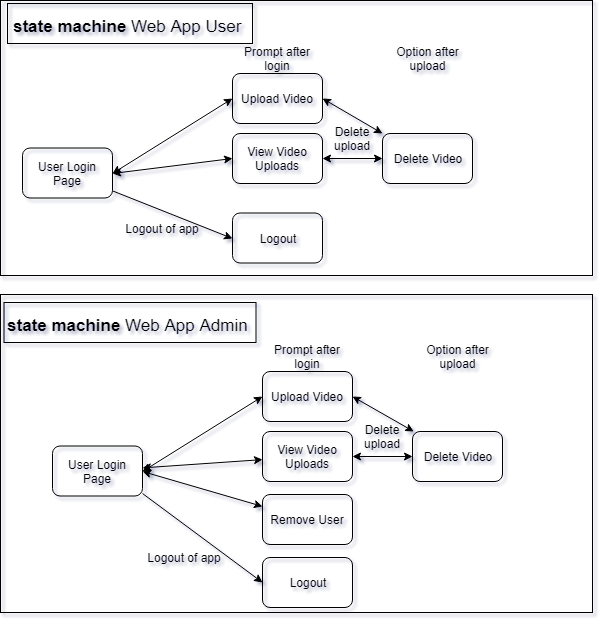 state machine Web App User
Prompt after
login
Option after
upload
Upload Video
Delete
upload
View Video
Uploads
Delete Video
User Login
Page
Logout of app
Logout
state machine Web App Admin
Prompt after
login
Option after
upload
Upload Video
Delete
upload
View Video
Uploads
Delete Video
User Login
Page
Remove User
Logout of app
Logout